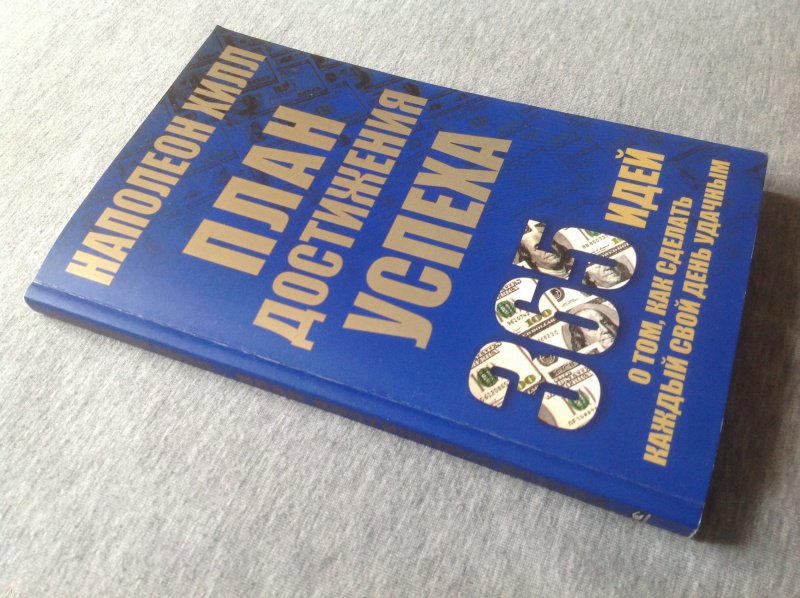 НАПОЛЕОН ХИЛЛ
ПЛАН
ДОСТИЖЕНИЯ
УСПЕХА
365 ИДЕЙ
О ТОМ, КАК СДЕЛАТЬ
КАЖДЫЙ СВОЙ ДЕНЬ УДАЧНЫМ